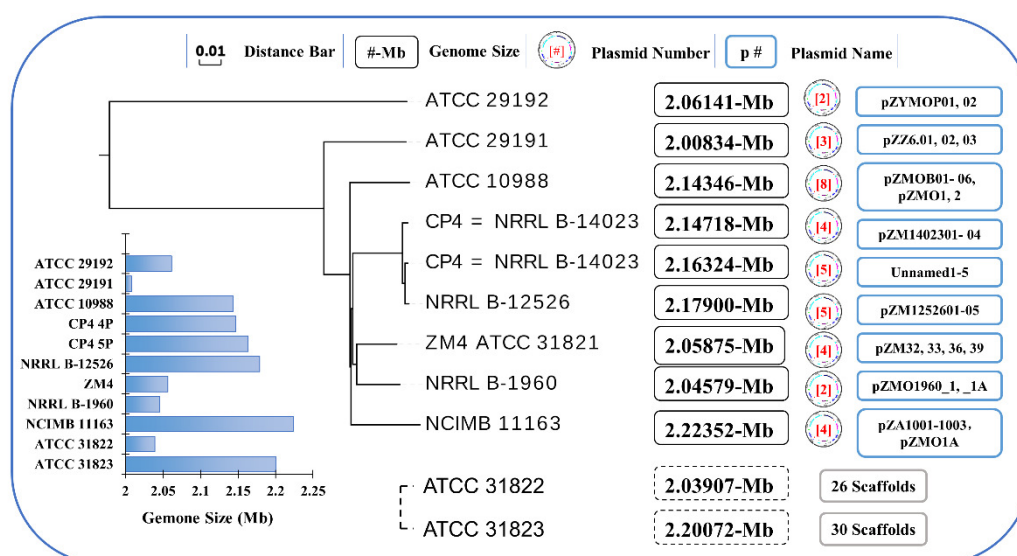 0.01 Distance Bar #-Mb Genome Size [#] Plasmid Number p # Plasmid Name
ATCC 29192 2.06141-Mb [2] pZYMOP01, 02
ATCC 29191 2.00834-Mb [3] pZZ6.01, 02, 03
ATCC 10988 2.14346-Mb [8] pZMOB01- 06,
pZMO1, 2
CP4 = NRRL B-14023 2.14718-Mb [4] pZM1402301- 04
CP4 = NRRL B-14023 2.16324-Mb [5] Unnamed1-5
NRRL B-12526 2.17900-Mb [5] pZM1252601-05
ZM4 ATCC 31821 2.05875-Mb [4] pZM32, 33, 36, 39
NRRL B-1960 2.04579-Mb [2] pZMO1960_1, _1A
NCIMB 11163 2.22352-Mb [4] pZA1001-1003,
pZMO1A
ATCC 31822 2.03907-Mb 26 Scaffolds
ATCC 31823 2.20072-Mb 30 Scaffolds
ATCC 29192
ATCC 29191
ATCC 10988
CP4 4P
CP4 5P
NRRL B-12526
ZM4
NRRL B-1960
NCIMB 11163
ATCC 31822
ATCC 31823
2 2.05 2.1 2.15 2.2 2.25
Gemone Size (Mb)